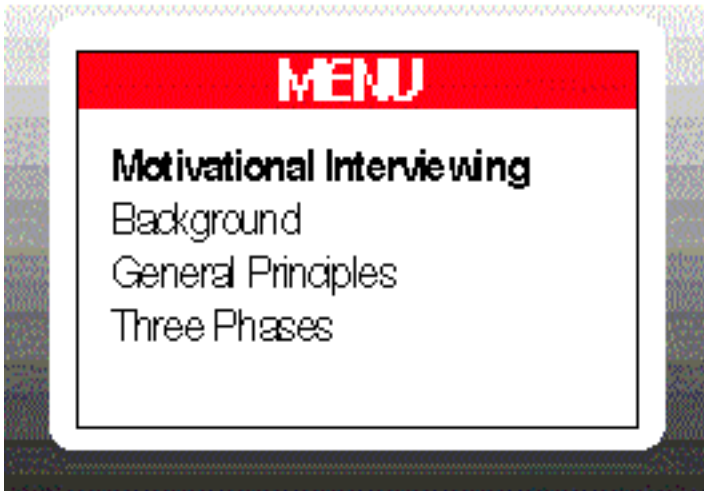 MENU
Motivational Interviewing
Background
General Principles
Three Phases